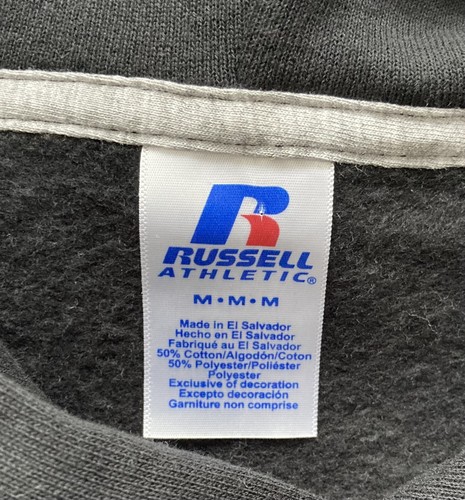 R
RUSSELL
ATHLETIC®
M • M • M
Made in El Salvador
Hecho en El Salvador
Fabriqué au El Salvador
50% Cotton/Algodón/Coton
50% Polyester/Poliéster
Polyester
Exclusive of decoration
Excepto decoración
Garniture non comprise